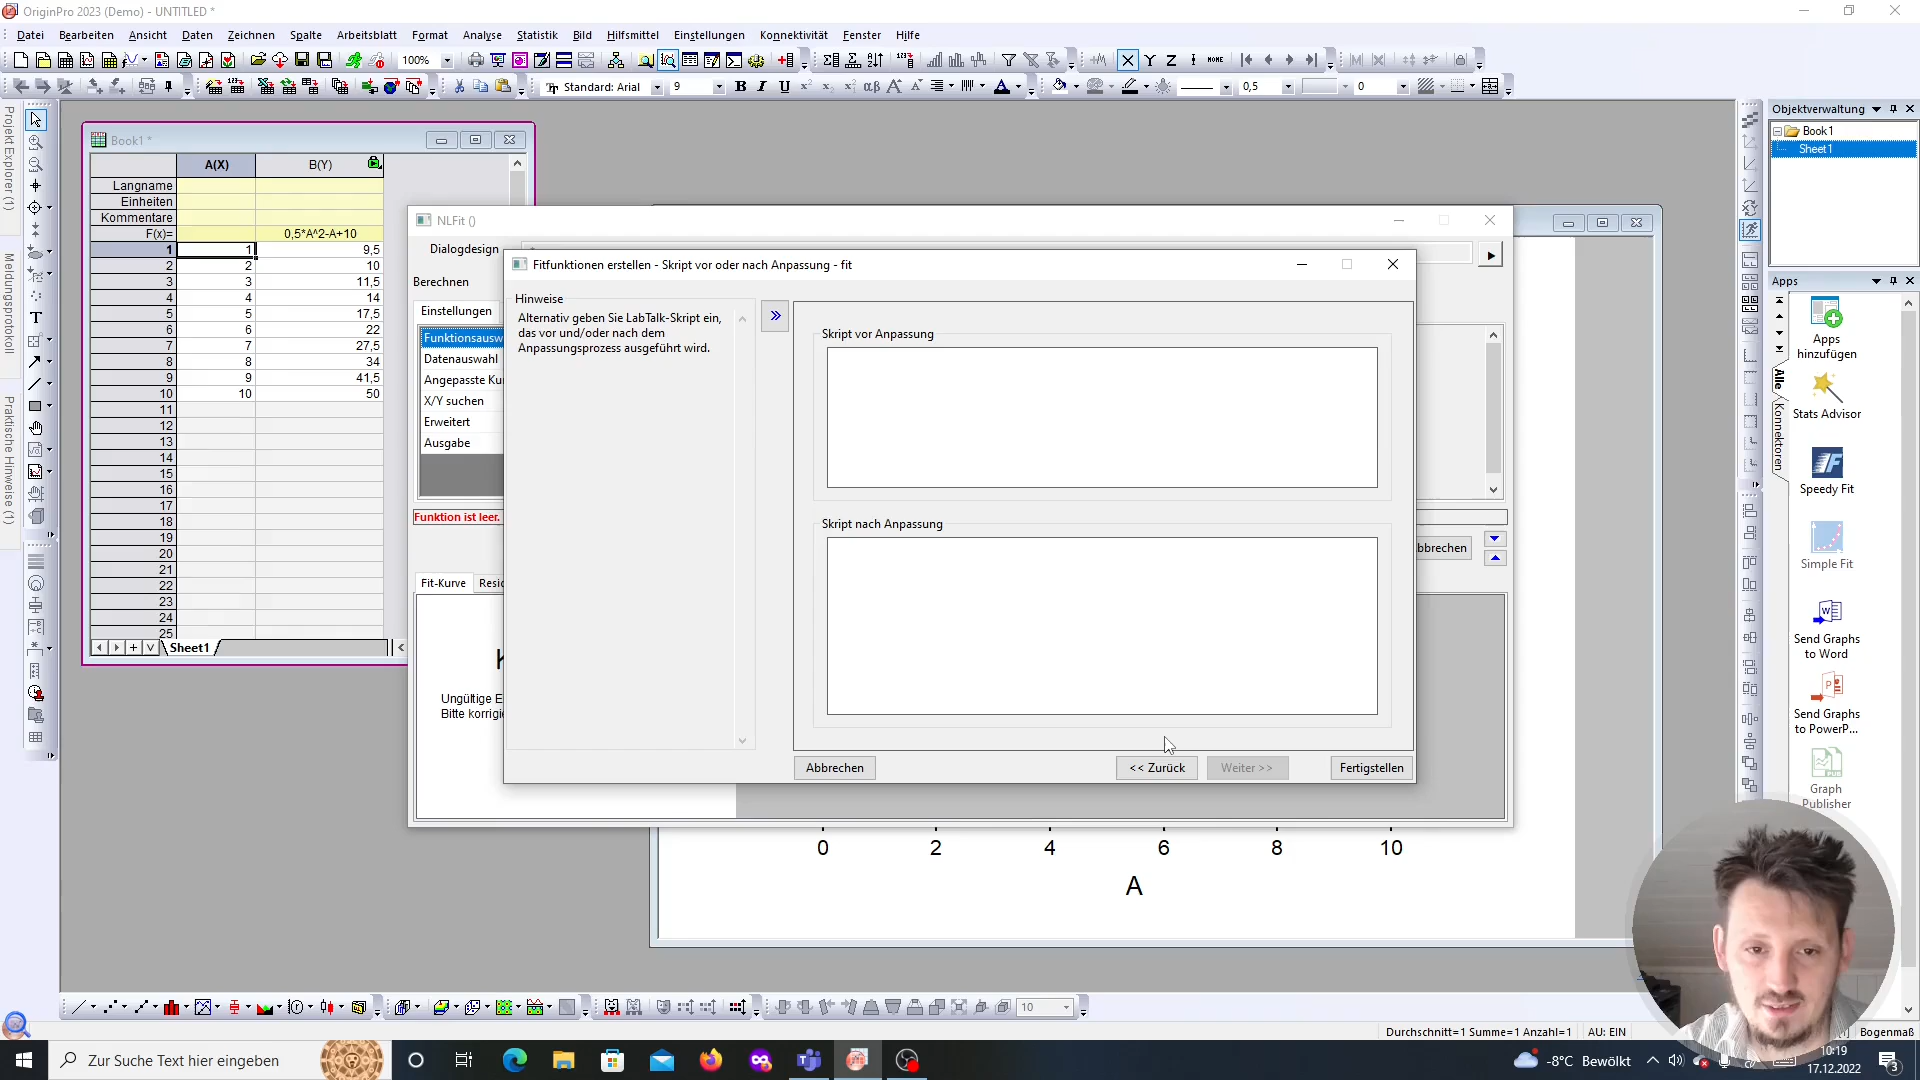 OriginPro 2023 (Demo) - UNTITLED *
Datei Bearbeiten Ansicht Daten Zeichnen Spalte Arbeitsblatt Format Analyse Statistik Bild Hilfsmittel Einstellungen Konnektivität Fenster Hilfe
100%
X Y Z HOME
Standard: Arial 9 B I U αβ A 0,5 0
Projekt Explorer (1)
Meldungsprotokoll
Praktische Hinweise (1)
Book1 *
A(X) B(Y)
Langname
Einheiten
Kommentare
F(x)= 0,5*A^2-A+10
1 1 9,5
2 2 10
3 3 11,5
4 4 14
5 5 17,5
6 6 22
7 7 27,5
8 8 34
9 9 41,5
10 10 50
11
12
13
14
15
16
17
18
19
20
21
22
23
24
25
Sheet1
NLFit ()
Dialogdesign
Berechnen
Einstellungen
Funktionsausw
Datenauswahl
Angepasste Ku
X/Y suchen
Erweitert
Ausgabe
Funktion ist leer.
bbrechen
Fit-Kurve Resid
Ungültige E
Bitte korrigie
Fitfunktionen erstellen - Skript vor oder nach Anpassung - fit
Hinweise
Alternativ geben Sie LabTalk-Skript ein,
das vor und/oder nach dem
Anpassungsprozess ausgeführt wird.
Skript vor Anpassung
Skript nach Anpassung
Abbrechen << Zurück Weiter >> Fertigstellen
0 2 4 6 8 10
A
Objektverwaltung
Book1
Sheet1
Apps
Alle
Konnektoren
Apps
hinzufügen
Stats Advisor
Speedy Fit
Simple Fit
Send Graphs
to Word
Send Graphs
to PowerP...
Graph
Publisher
10
Durchschnitt=1 Summe=1 Anzahl=1 AU: EIN Bogenmaß
Zur Suche Text hier eingeben
-8°C Bewölkt
10:19
17.12.2022
3